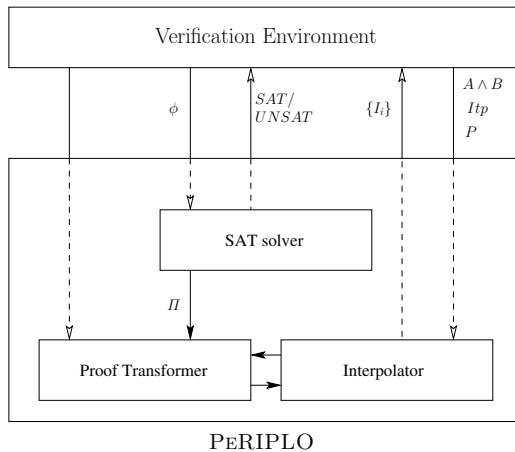 Verification Environment
ϕ
SAT/
UNSAT
{I_i}
A ∧ B
Itp
P
SAT solver
Π
Proof Transformer
Interpolator
PERIPLO